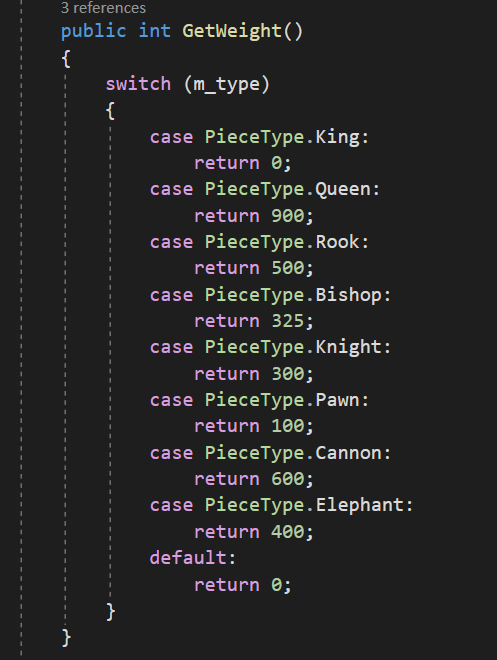 3 references
public int GetWeight()
{
switch (m_type)
{
case PieceType.King:
return 0;
case PieceType.Queen:
return 900;
case PieceType.Rook:
return 500;
case PieceType.Bishop:
return 325;
case PieceType.Knight:
return 300;
case PieceType.Pawn:
return 100;
case PieceType.Cannon:
return 600;
case PieceType.Elephant:
return 400;
default:
return 0;
}
}